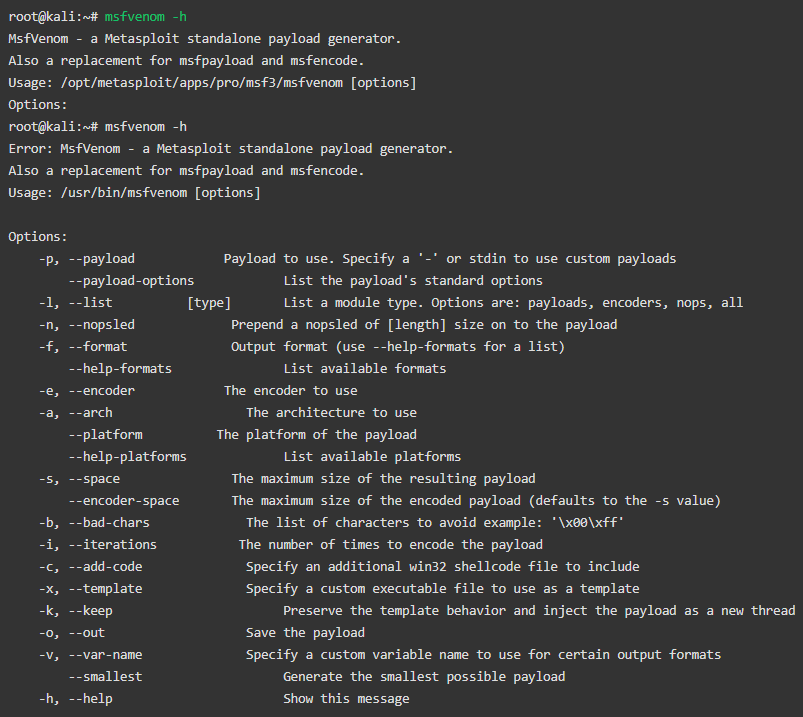 root@kali:~# msfvenom -h
MsfVenom - a Metasploit standalone payload generator.
Also a replacement for msfpayload and msfencode.
Usage: /opt/metasploit/apps/pro/msf3/msfvenom [options]
Options:
root@kali:~# msfvenom -h
Error: MsfVenom - a Metasploit standalone payload generator.
Also a replacement for msfpayload and msfencode.
Usage: /usr/bin/msfvenom [options]
Options:
-p, --payload Payload to use. Specify a '-' or stdin to use custom payloads
--payload-options List the payload's standard options
-l, --list [type] List a module type. Options are: payloads, encoders, nops, all
-n, --nopsled Prepend a nopsled of [length] size on to the payload
-f, --format Output format (use --help-formats for a list)
--help-formats List available formats
-e, --encoder The encoder to use
-a, --arch The architecture to use
--platform The platform of the payload
--help-platforms List available platforms
-s, --space The maximum size of the resulting payload
--encoder-space The maximum size of the encoded payload (defaults to the -s value)
-b, --bad-chars The list of characters to avoid example: '\x00\xff'
-i, --iterations The number of times to encode the payload
-c, --add-code Specify an additional win32 shellcode file to include
-x, --template Specify a custom executable file to use as a template
-k, --keep Preserve the template behavior and inject the payload as a new thread
-o, --out Save the payload
-v, --var-name Specify a custom variable name to use for certain output formats
--smallest Generate the smallest possible payload
-h, --help Show this message